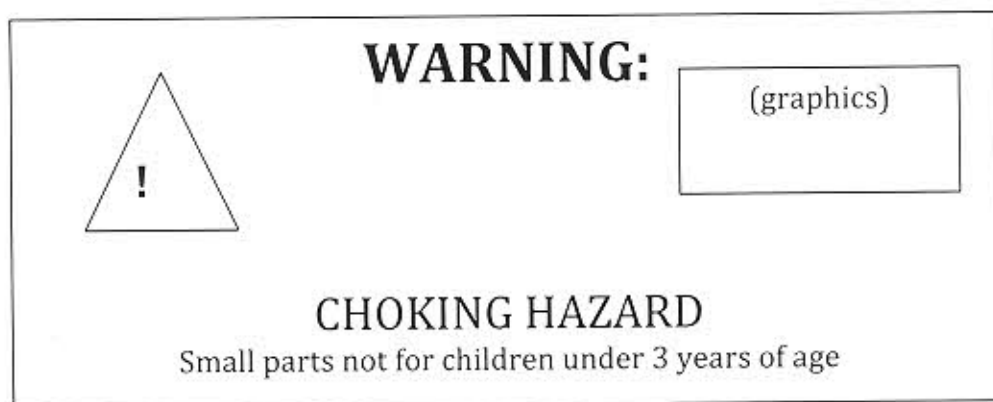 WARNING:
(graphics)
!
CHOKING HAZARD
Small parts not for children under 3 years of age